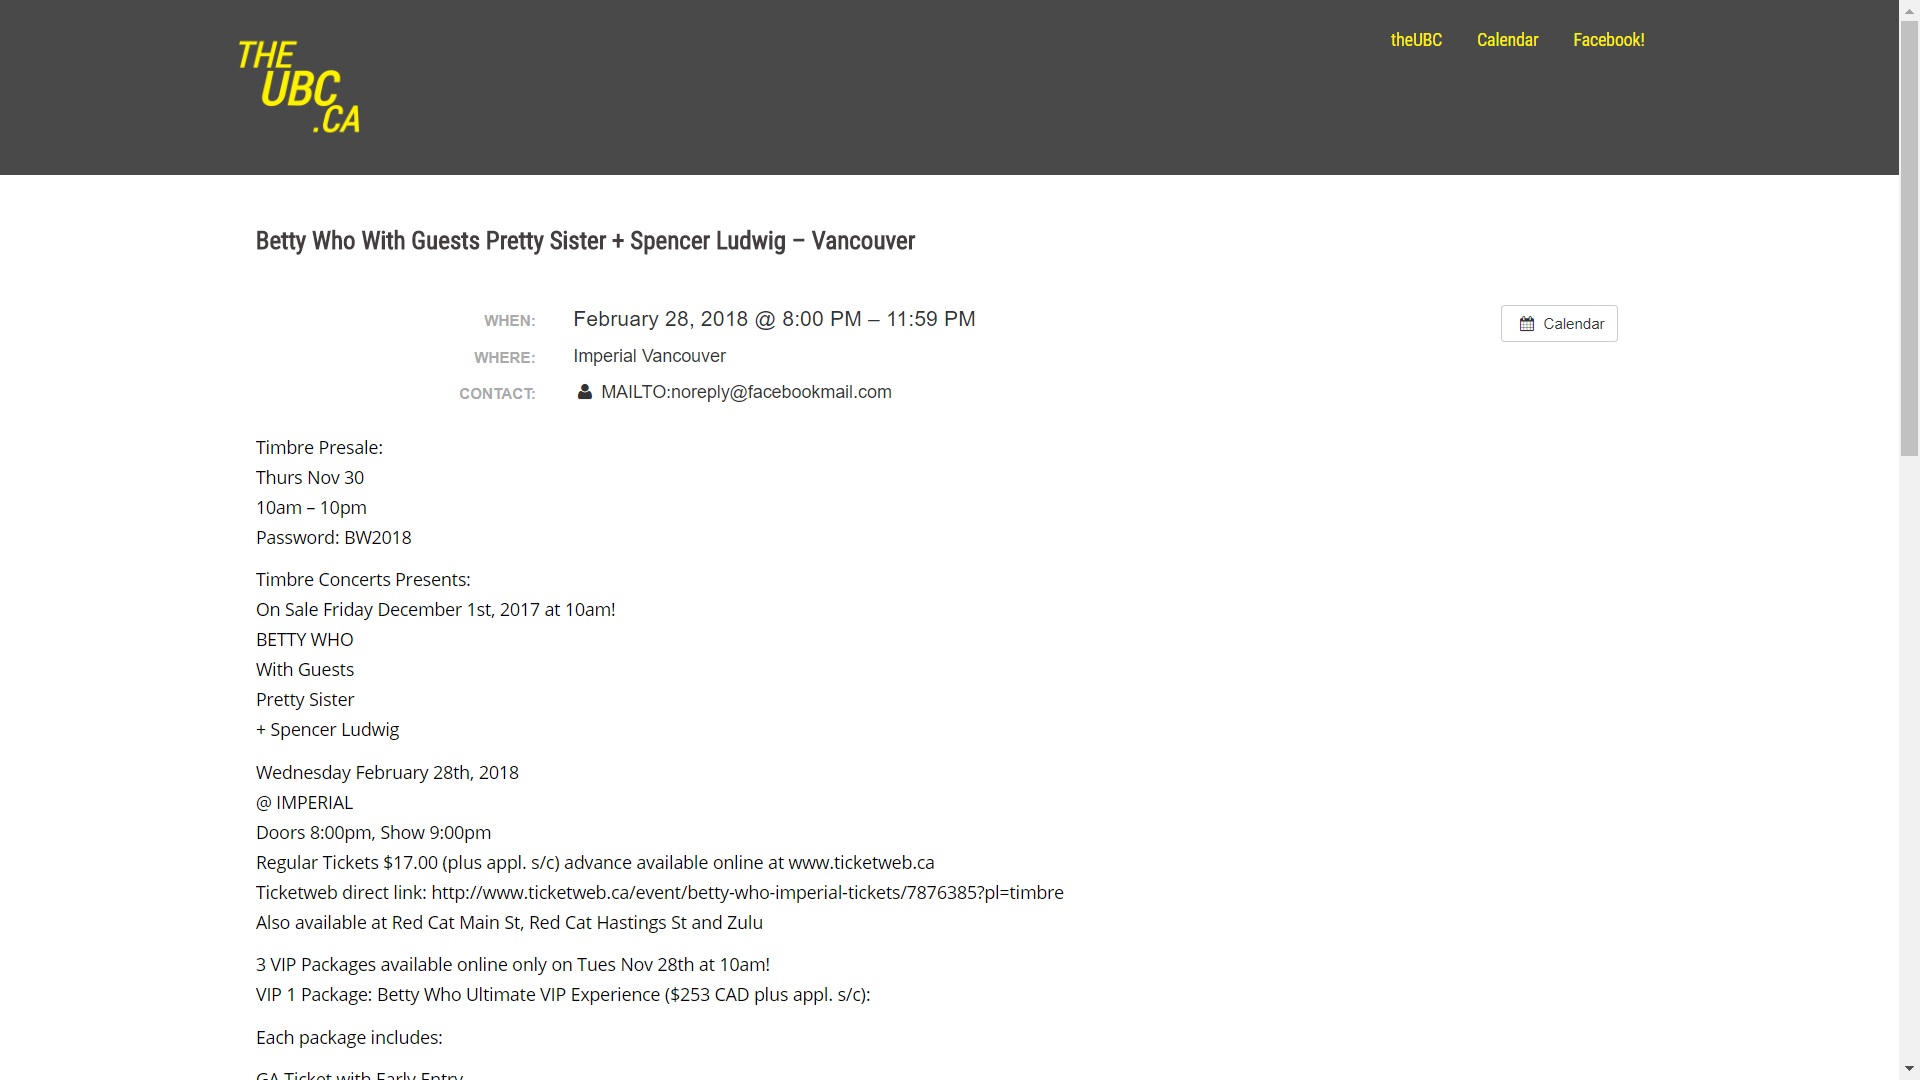 THE
UBC
.CA
theUBC Calendar Facebook!
Betty Who With Guests Pretty Sister + Spencer Ludwig – Vancouver
WHEN: February 28, 2018 @ 8:00 PM – 11:59 PM
Calendar
WHERE: Imperial Vancouver
CONTACT: MAILTO:noreply@facebookmail.com
Timbre Presale:
Thurs Nov 30
10am – 10pm
Password: BW2018
Timbre Concerts Presents:
On Sale Friday December 1st, 2017 at 10am!
BETTY WHO
With Guests
Pretty Sister
+ Spencer Ludwig
Wednesday February 28th, 2018
@ IMPERIAL
Doors 8:00pm, Show 9:00pm
Regular Tickets $17.00 (plus appl. s/c) advance available online at www.ticketweb.ca
Ticketweb direct link: http://www.ticketweb.ca/event/betty-who-imperial-tickets/7876385?pl=timbre
Also available at Red Cat Main St, Red Cat Hastings St and Zulu
3 VIP Packages available online only on Tues Nov 28th at 10am!
VIP 1 Package: Betty Who Ultimate VIP Experience ($253 CAD plus appl. s/c):
Each package includes:
GA Ticket with Early Entry